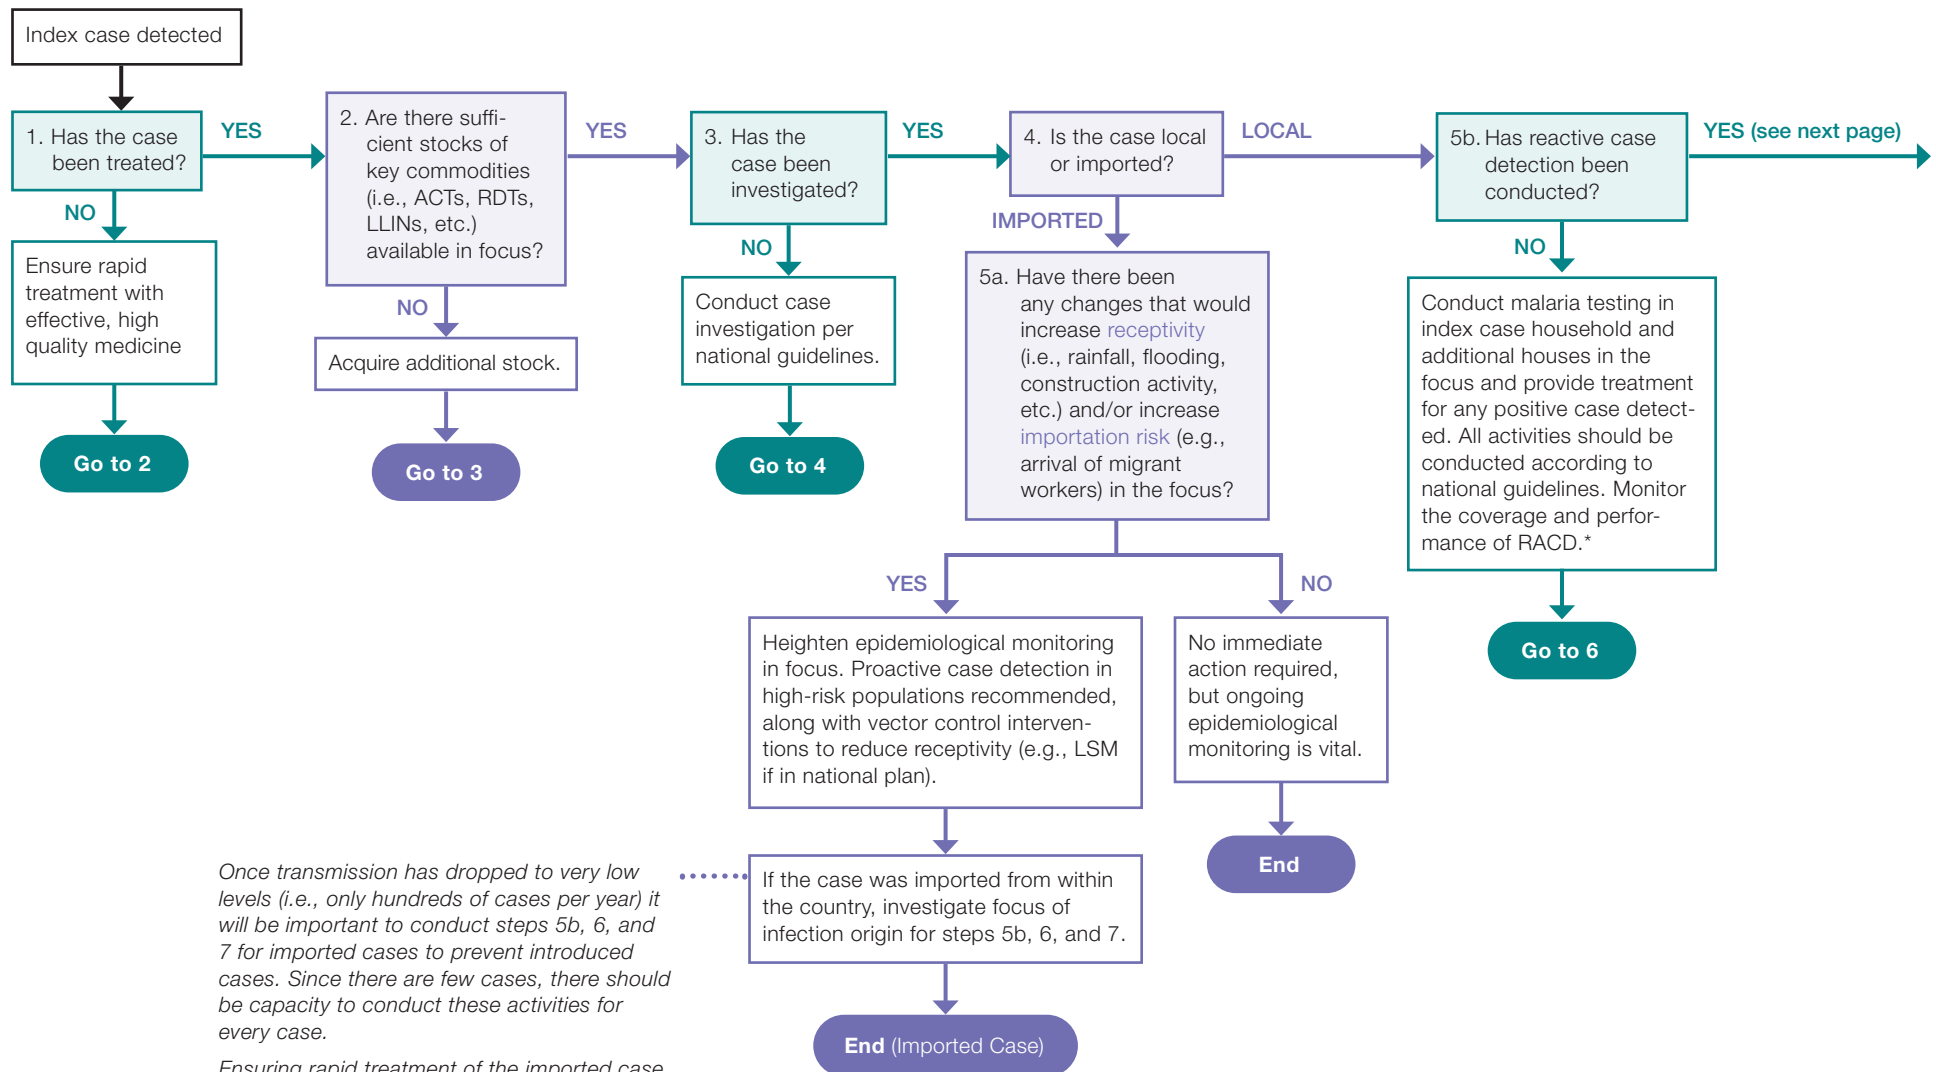 Index case detected
1. Has the case
been treated?
YES
NO
Ensure rapid
treatment with
effective, high
quality medicine
Go to 2
2. Are there suffi-
cient stocks of
key commodities
(i.e., ACTs, RDTs,
LLINs, etc.)
available in focus?
YES
NO
Acquire additional stock.
Go to 3
3. Has the
case been
investigated?
YES
NO
Conduct case
investigation per
national guidelines.
Go to 4
4. Is the case local
or imported?
LOCAL
IMPORTED
5a. Have there been
any changes that would
increase receptivity
(i.e., rainfall, flooding,
construction activity,
etc.) and/or increase
importation risk (e.g.,
arrival of migrant
workers) in the focus?
YES
NO
Heighten epidemiological monitoring
in focus. Proactive case detection in
high-risk populations recommended,
along with vector control interven-
tions to reduce receptivity (e.g., LSM
if in national plan).
If the case was imported from within
the country, investigate focus of
infection origin for steps 5b, 6, and 7.
End (Imported Case)
No immediate
action required,
but ongoing
epidemiological
monitoring is vital.
End
5b. Has reactive case
detection been
conducted?
YES (see next page)
NO
Conduct malaria testing in
index case household and
additional houses in the
focus and provide treatment
for any positive case detect-
ed. All activities should be
conducted according to
national guidelines. Monitor
the coverage and perfor-
mance of RACD.*
Go to 6
Once transmission has dropped to very low
levels (i.e., only hundreds of cases per year) it
will be important to conduct steps 5b, 6, and
7 for imported cases to prevent introduced
cases. Since there are few cases, there should
be capacity to conduct these activities for
every case.
Ensuring rapid treatment of the imported case